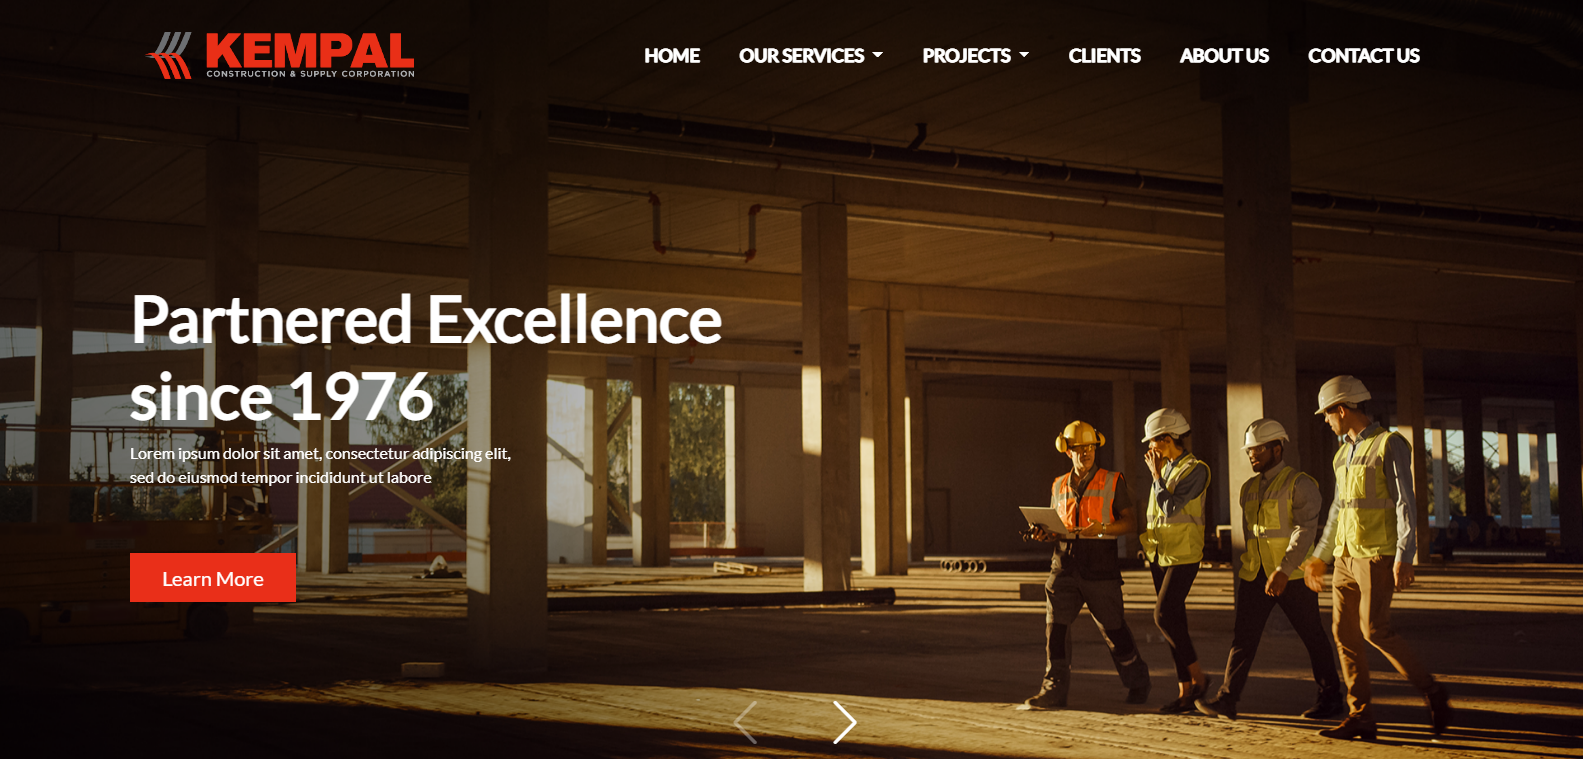 KEMPAL
CONSTRUCTION & SUPPLY CORPORATION
HOME OUR SERVICES PROJECTS CLIENTS ABOUT US CONTACT US
Partnered Excellence
since 1976
Lorem ipsum dolor sit amet, consectetur adipiscing elit,
sed do eiusmod tempor incididunt ut labore
Learn More